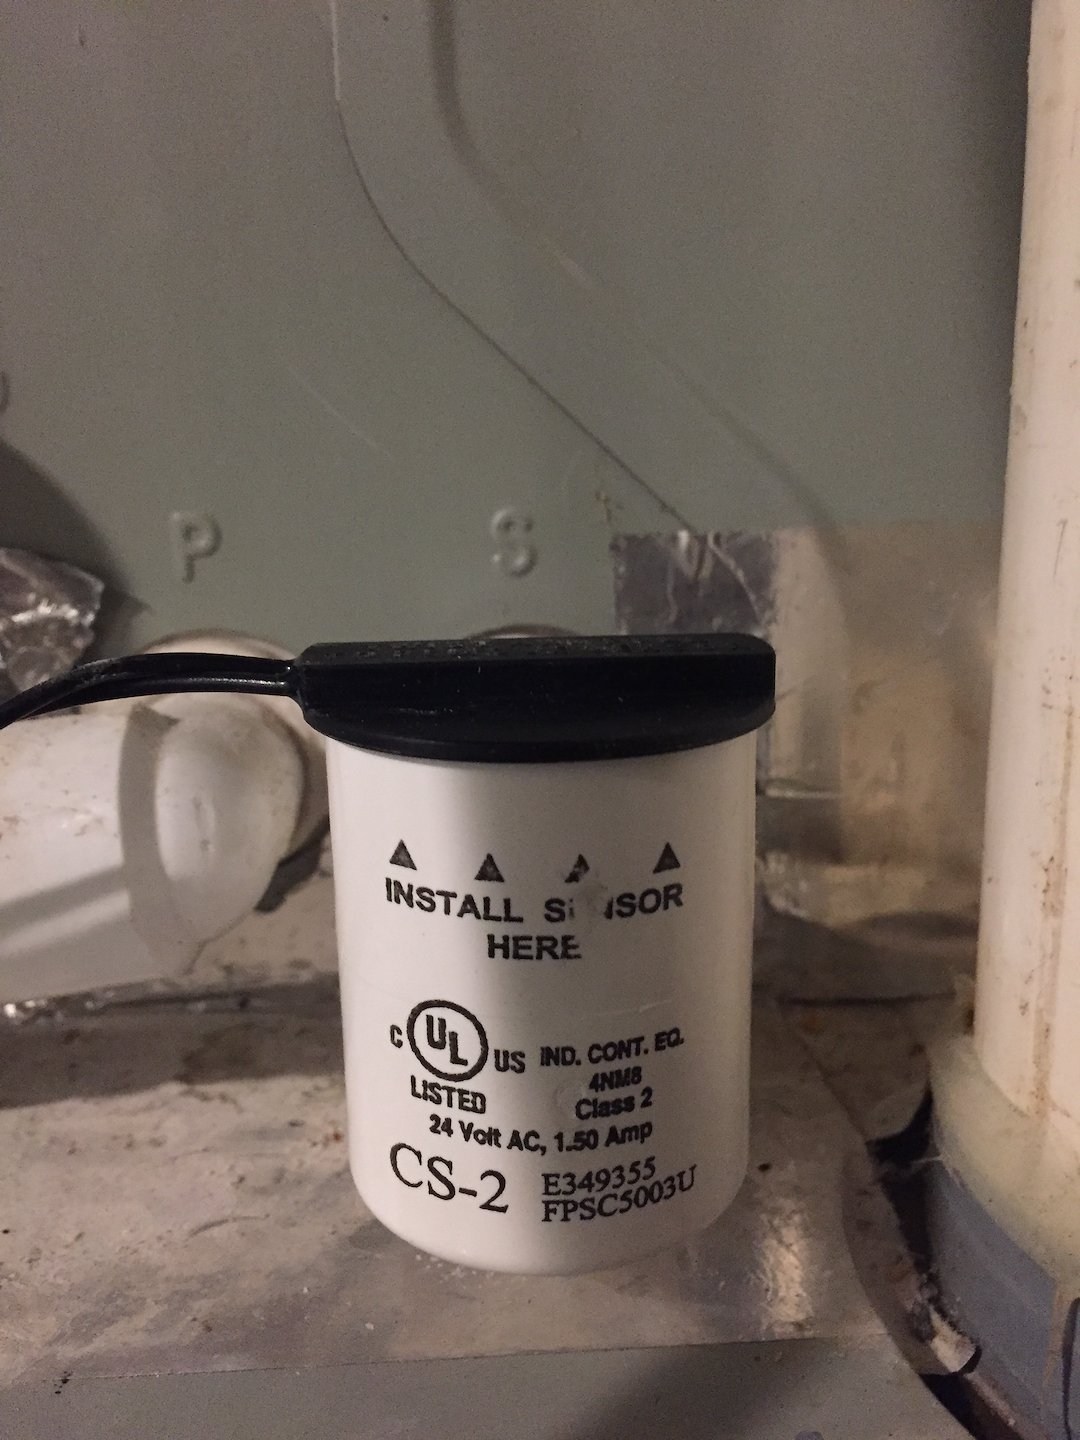 P
S
INSTALL SENSOR
HERE
C UL US
LISTED
IND. CONT. EQ.
4NM8
Class 2
24 Volt AC, 1.50 Amp
CS-2
E349355
FPSC5003U